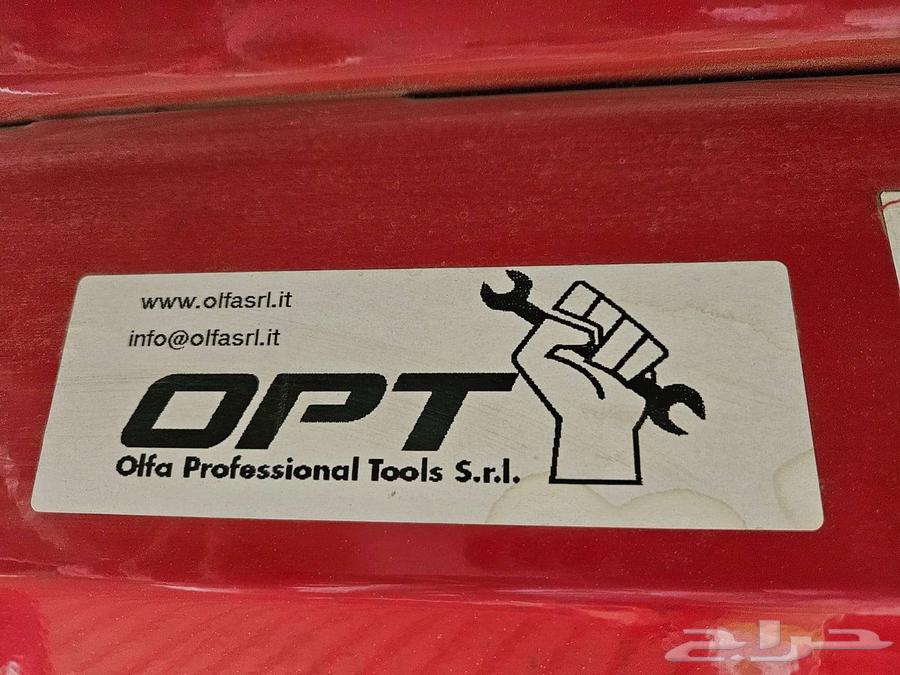 www.olfasrl.it
info@olfasrl.it
OPT
Olfa Professional Tools S.r.l.
حراج